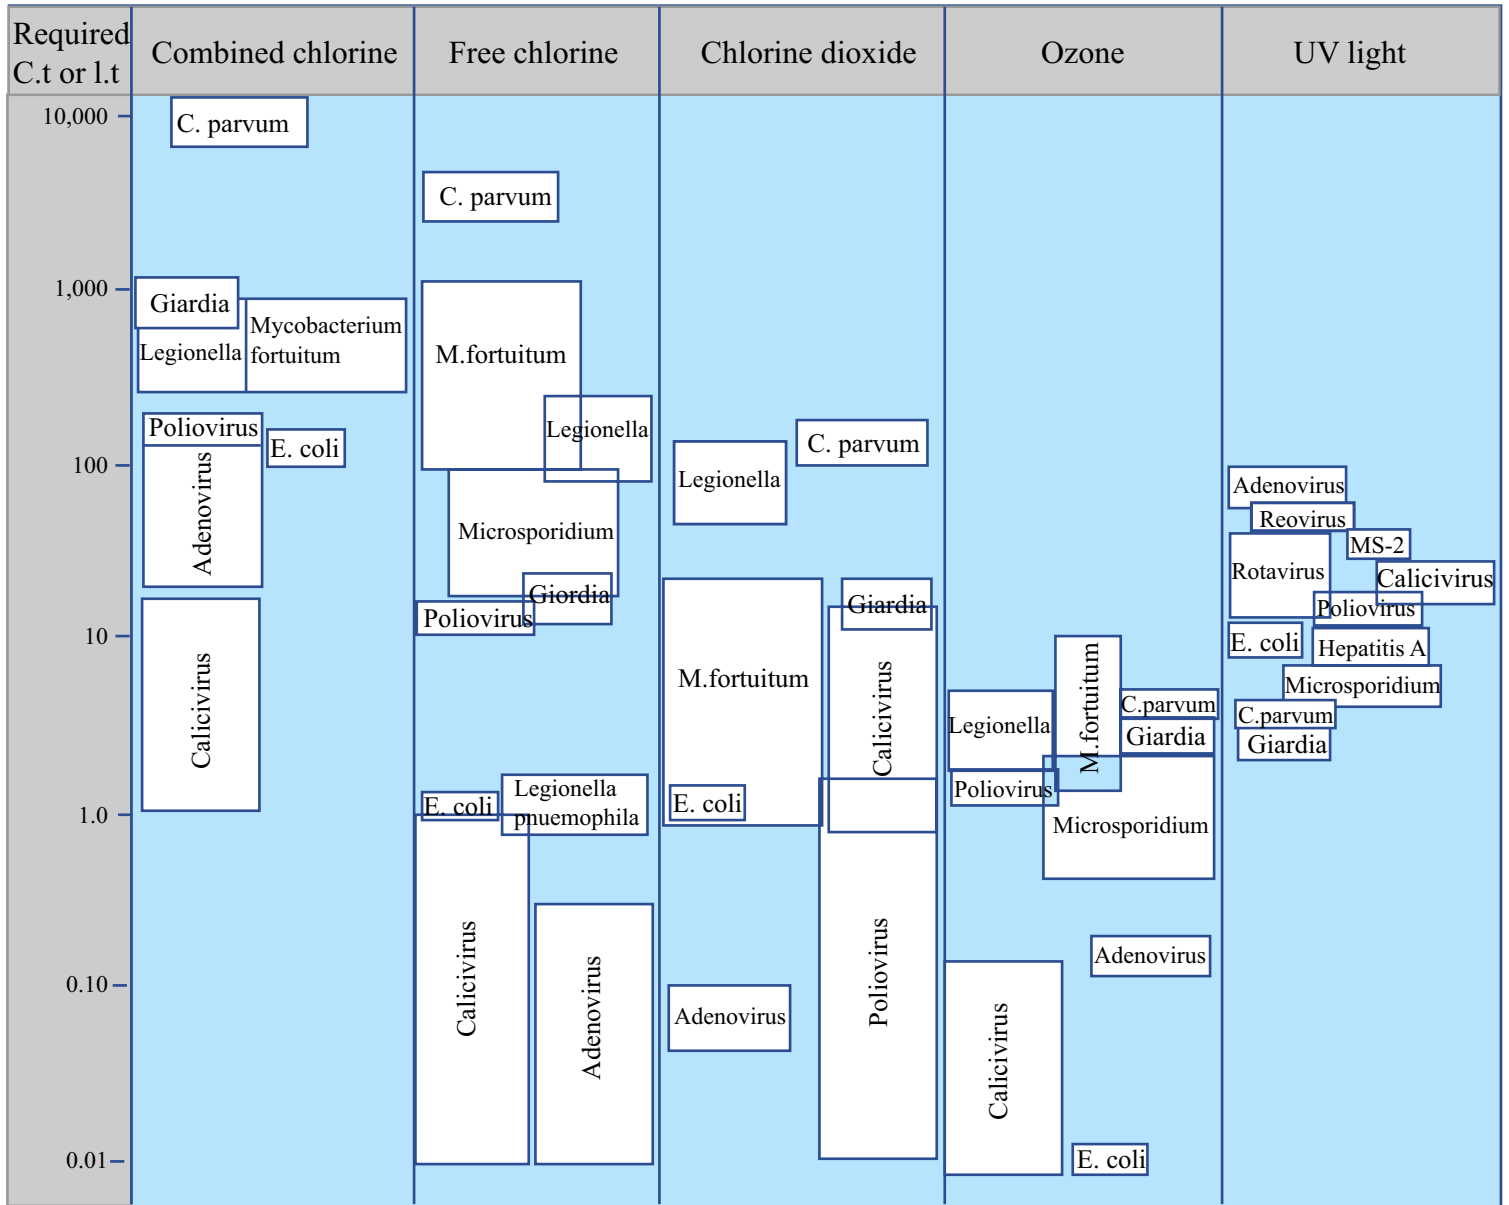 Required
C.t or l.t
Combined chlorine
Free chlorine
Chlorine dioxide
Ozone
UV light
10,000
1,000
100
10
1.0
0.10
0.01
C. parvum
Giardia
Legionella
Mycobacterium
fortuitum
Poliovirus
E. coli
Adenovirus
Calicivirus
C. parvum
M.fortuitum
Legionella
Microsporidium
Giordia
Poliovirus
E. coli
Legionella
pnuemophila
Calicivirus
Adenovirus
C. parvum
Legionella
M.fortuitum
Giardia
Calicivirus
E. coli
Poliovirus
Adenovirus
M.fortuitum
Legionella
C.parvum
Giardia
Poliovirus
Microsporidium
Adenovirus
Calicivirus
E. coli
Adenovirus
Reovirus
MS-2
Rotavirus
Calicivirus
Poliovirus
E. coli
Hepatitis A
Microsporidium
C.parvum
Giardia